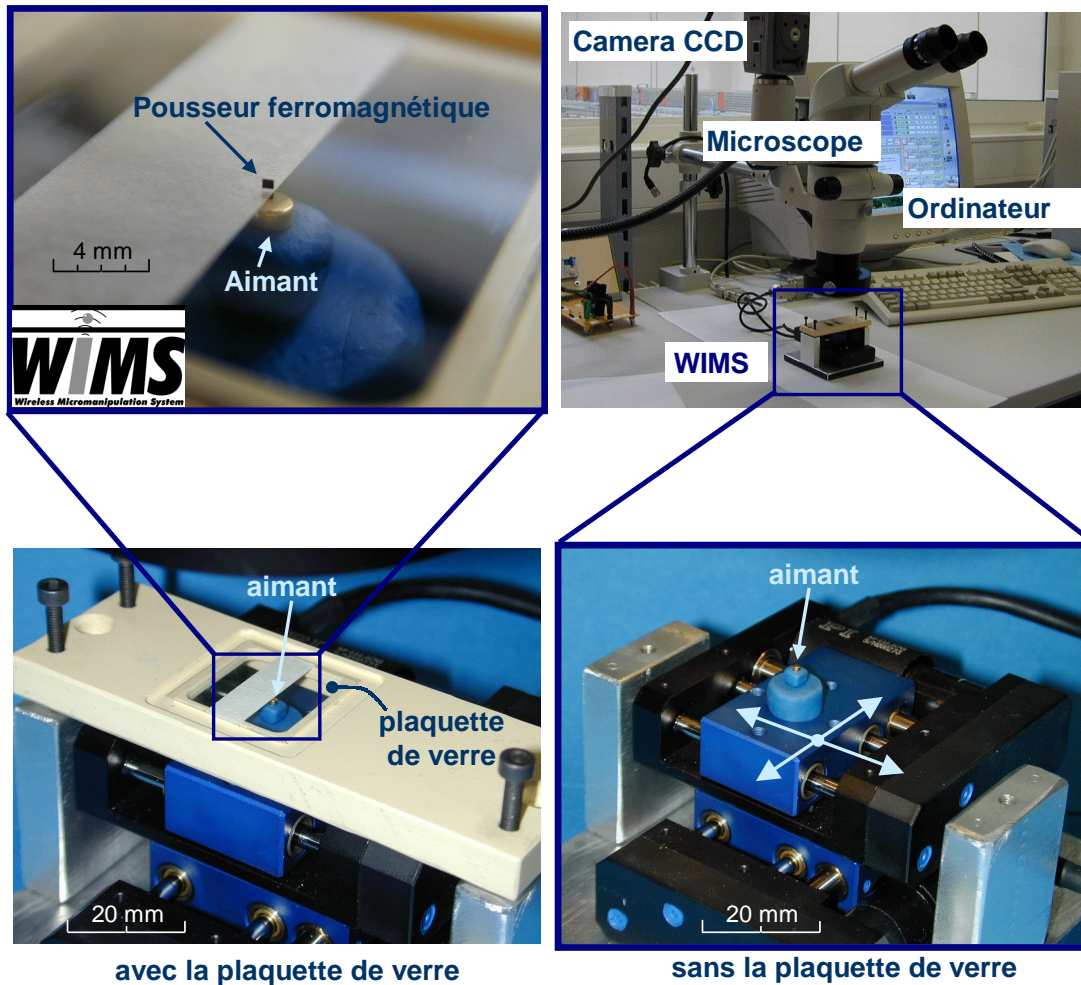 Pousseur ferromagnétique
4 mm
Aimant
WiMS
Wireless Micromanipulation System
Camera CCD
Microscope
Ordinateur
WIMS
aimant
plaquette
de verre
20 mm
avec la plaquette de verre
aimant
20 mm
sans la plaquette de verre